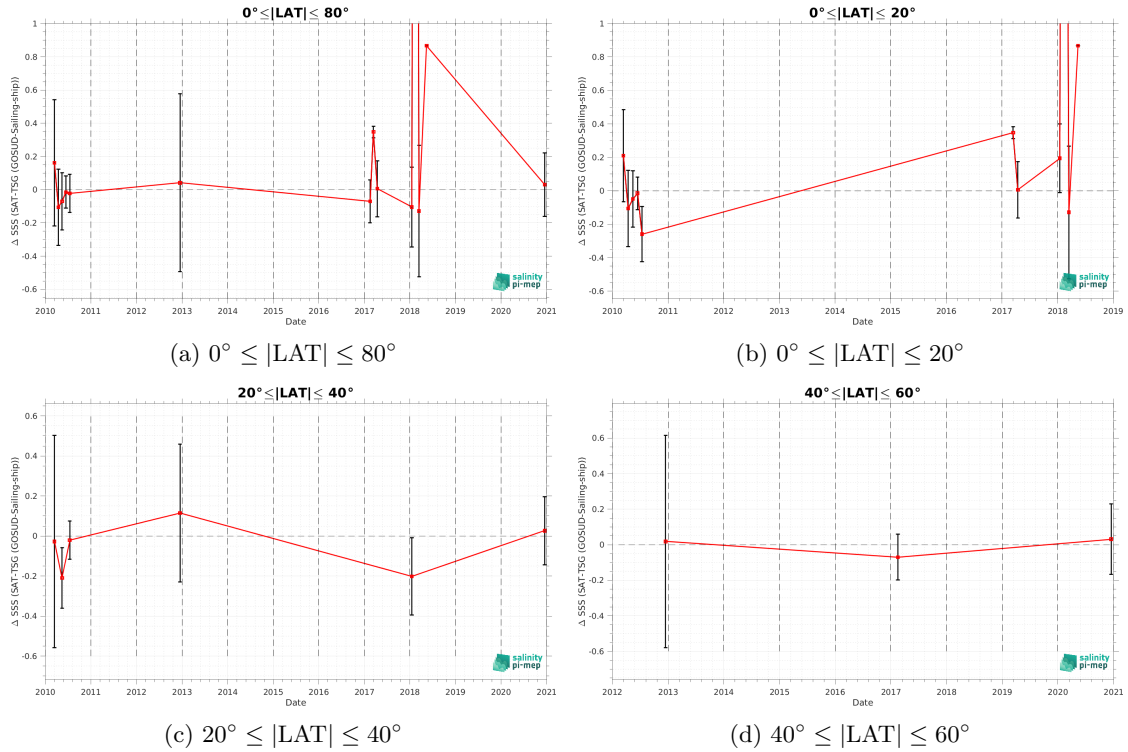 0°≤|LAT|≤ 80°
Δ SSS (SAT-TSG (GOSUD-Sailing-ship))
1
0.8
0.6
0.4
0.2
0
-0.2
-0.4
-0.6
2010 2011 2012 2013 2014 2015 2016 2017 2018 2019 2020 2021
Date
salinity
pi-mep
(a) 0° ≤ |LAT| ≤ 80°
0°≤|LAT|≤ 20°
Δ SSS (SAT-TSG (GOSUD-Sailing-ship))
1
0.8
0.6
0.4
0.2
0
-0.2
-0.4
-0.6
2010 2011 2012 2013 2014 2015 2016 2017 2018 2019
Date
salinity
pi-mep
(b) 0° ≤ |LAT| ≤ 20°
20°≤|LAT|≤ 40°
Δ SSS (SAT-TSG (GOSUD-Sailing-ship))
0.6
0.4
0.2
0
-0.2
-0.4
-0.6
2010 2011 2012 2013 2014 2015 2016 2017 2018 2019 2020 2021
Date
salinity
pi-mep
(c) 20° ≤ |LAT| ≤ 40°
40°≤|LAT|≤ 60°
Δ SSS (SAT-TSG (GOSUD-Sailing-ship))
0.6
0.4
0.2
0
-0.2
-0.4
-0.6
2012 2013 2014 2015 2016 2017 2018 2019 2020 2021
Date
salinity
pi-mep
(d) 40° ≤ |LAT| ≤ 60°